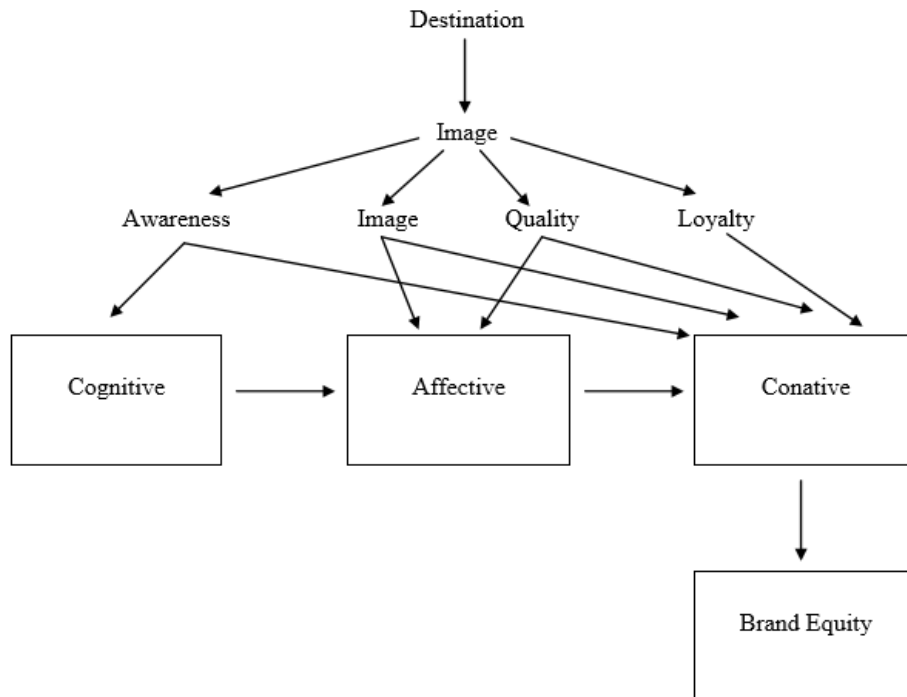 Destination
Image
Awareness Image Quality Loyalty
Cognitive Affective Conative
Brand Equity